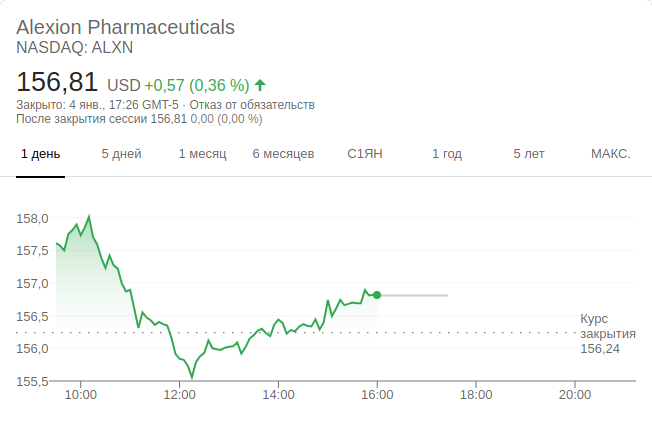 Alexion Pharmaceuticals
NASDAQ: ALXN
156,81 USD +0,57 (0,36 %)
Закрыто: 4 янв., 17:26 GMT-5 · Отказ от обязательств
После закрытия сессии 156,81 0,00 (0,00 %)
1 день 5 дней 1 месяц 6 месяцев С1ЯН 1 год 5 лет МАКС.
158,0
157,5
157,0
156,5
156,0
155,5
Курс
закрытия
156,24
10:00 12:00 14:00 16:00 18:00 20:00